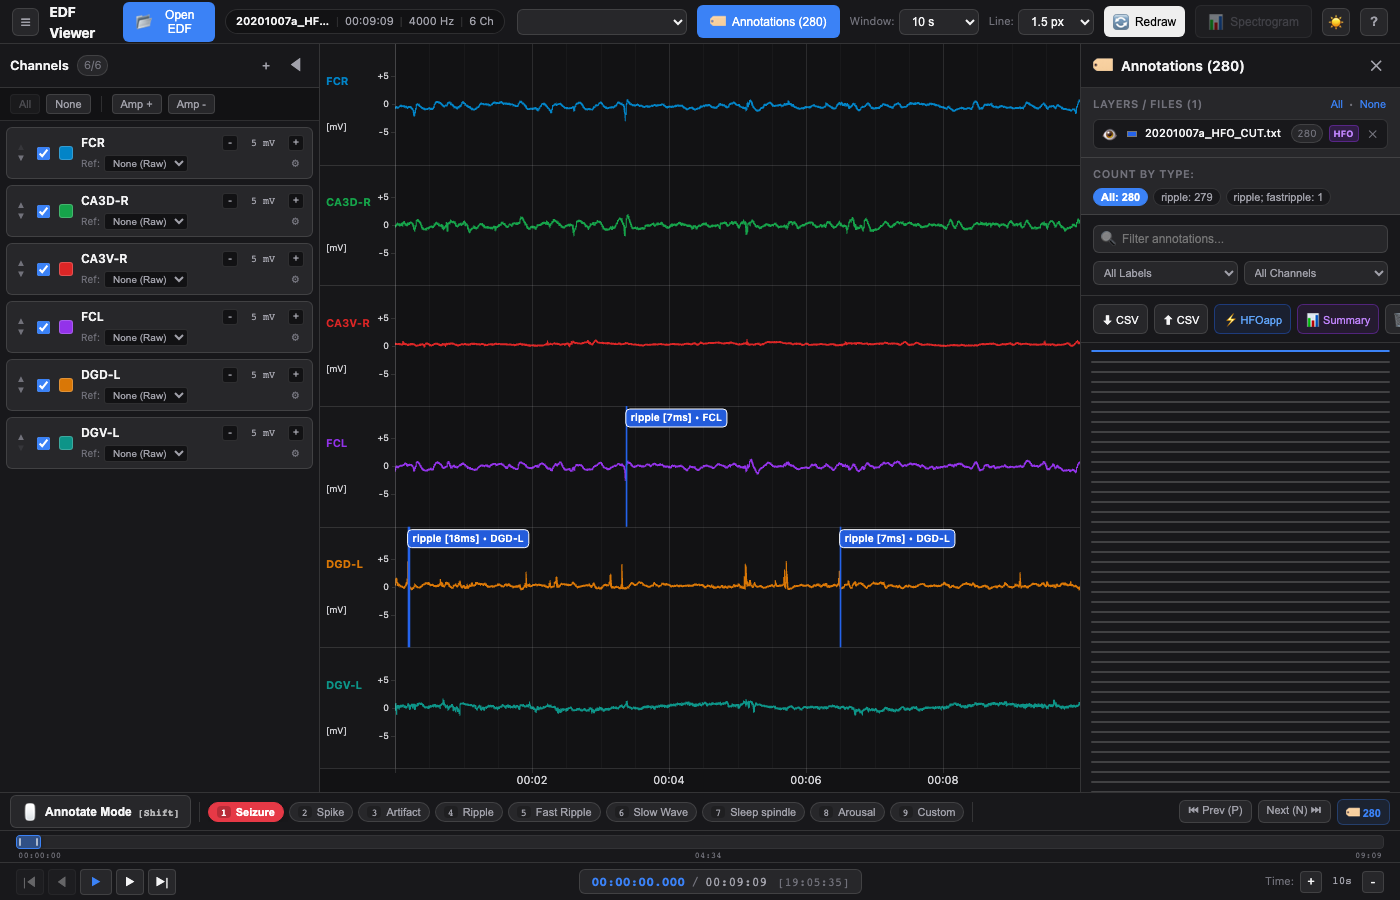 EDF Viewer
Open EDF
20201007a_HF... 00:09:09 4000 Hz 6 Ch
Annotations (280)
Window: 10 s
Line: 1.5 px
Redraw
Spectrogram
?
Channels 6/6 +
All None Amp + Amp -
FCR - 5 mV +
Ref: None (Raw)
CA3D-R - 5 mV +
Ref: None (Raw)
CA3V-R - 5 mV +
Ref: None (Raw)
FCL - 5 mV +
Ref: None (Raw)
DGD-L - 5 mV +
Ref: None (Raw)
DGV-L - 5 mV +
Ref: None (Raw)
+5
FCR
0
[mV]
-5
+5
CA3D-R
0
[mV]
-5
+5
CA3V-R
0
[mV]
-5
ripple [7ms] • FCL
+5
FCL
0
[mV]
-5
ripple [18ms] • DGD-L
ripple [7ms] • DGD-L
+5
DGD-L
0
[mV]
-5
+5
DGV-L
0
[mV]
-5
00:02 00:04 00:06 00:08
Annotations (280)
LAYERS / FILES (1) All · None
20201007a_HFO_CUT.txt 280 HFO
COUNT BY TYPE:
All: 280 ripple: 279 ripple; fastripple: 1
Filter annotations...
All Labels All Channels
CSV CSV HFOapp Summary
Annotate Mode [Shift]
1 Seizure 2 Spike 3 Artifact 4 Ripple 5 Fast Ripple 6 Slow Wave 7 Sleep spindle 8 Arousal 9 Custom
Prev (P) Next (N) 280
00:00:00 04:34 09:09
00:00:00.000 / 00:09:09 [19:05:35]
Time: + 10s -